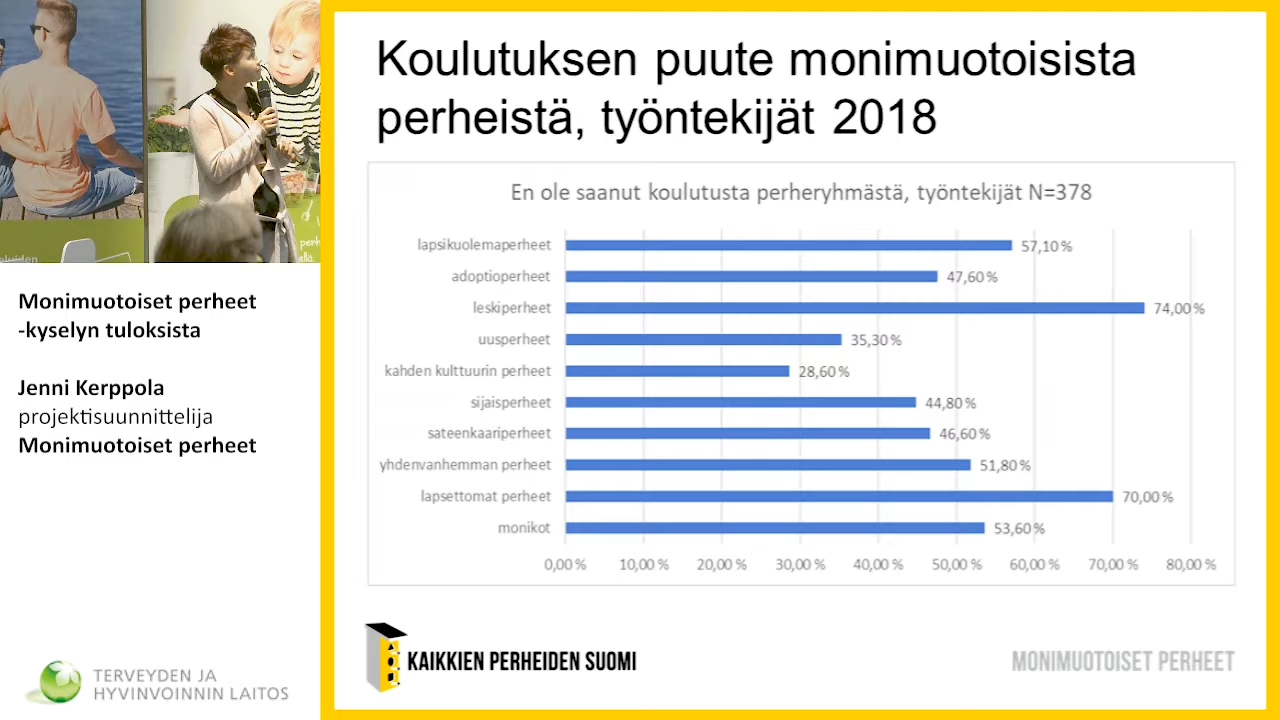 Koulutuksen puute monimuotoisista
perheistä, työntekijät 2018
En ole saanut koulutusta perheryhmästä, työntekijät N=378
lapsikuolemaperheet 57,10 %
adoptioperheet 47,60 %
leskiperheet 74,00 %
uusperheet 35,30 %
kahden kulttuurin perheet 28,60 %
sijaisperheet 44,80 %
sateenkaariperheet 46,60 %
yhdenvanhemman perheet 51,80 %
lapsettomat perheet 70,00 %
monikot 53,60 %
0,00 % 10,00 % 20,00 % 30,00 % 40,00 % 50,00 % 60,00 % 70,00 % 80,00 %
KAIKKIEN PERHEIDEN SUOMI
MONIMUOTOISET PERHEET
Monimuotoiset perheet
-kyselyn tuloksista
Jenni Kerppola
projektisuunnittelija
Monimuotoiset perheet
TERVEYDEN JA
HYVINVOINNIN LAITOS